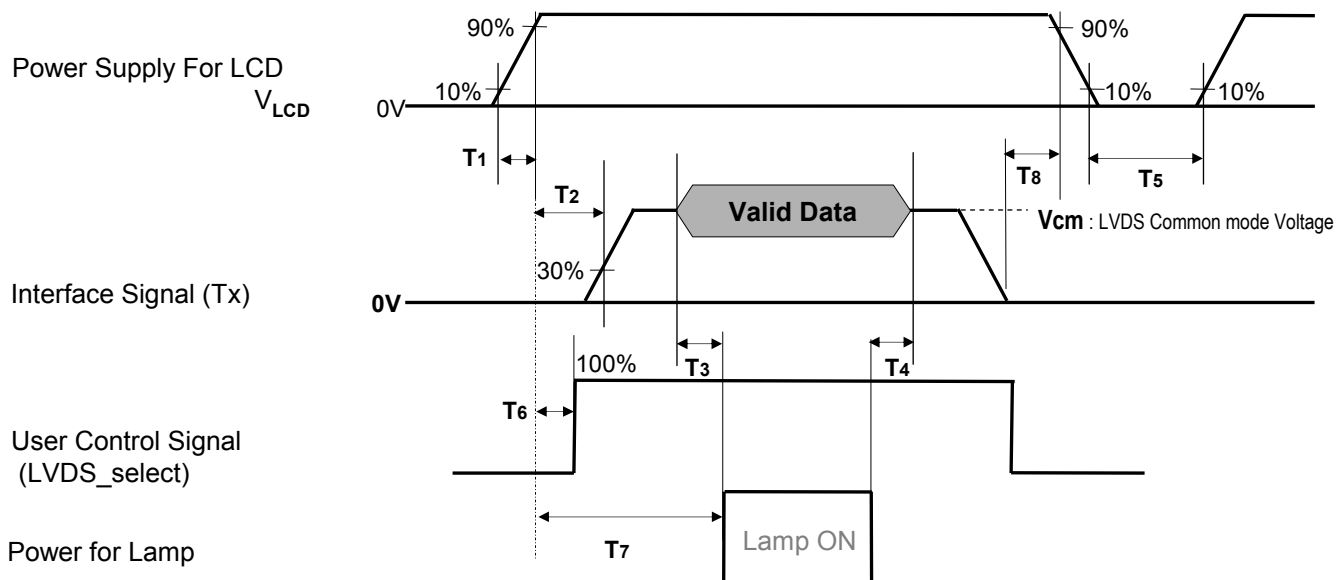 90%
90%
Power Supply For LCD
VLCD
0V
10%
10%
10%
T1
T2
T8
T5
Valid Data
Vcm : LVDS Common mode Voltage
30%
Interface Signal (Tx)
0V
T3
T4
100%
T6
User Control Signal
(LVDS_select)
T7
Lamp ON
Power for Lamp